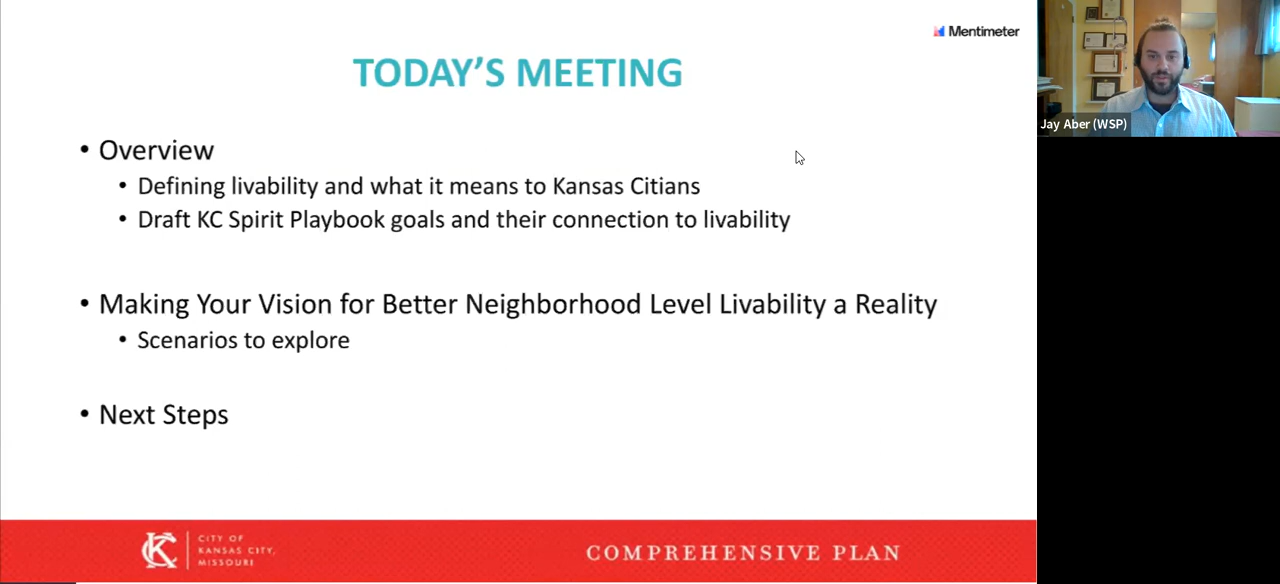 Mentimeter
TODAY'S MEETING
• Overview
• Defining livability and what it means to Kansas Citians
• Draft KC Spirit Playbook goals and their connection to livability
• Making Your Vision for Better Neighborhood Level Livability a Reality
• Scenarios to explore
• Next Steps
Jay Aber (WSP)
KC
CITY OF
KANSAS CITY,
MISSOURI
COMPREHENSIVE PLAN